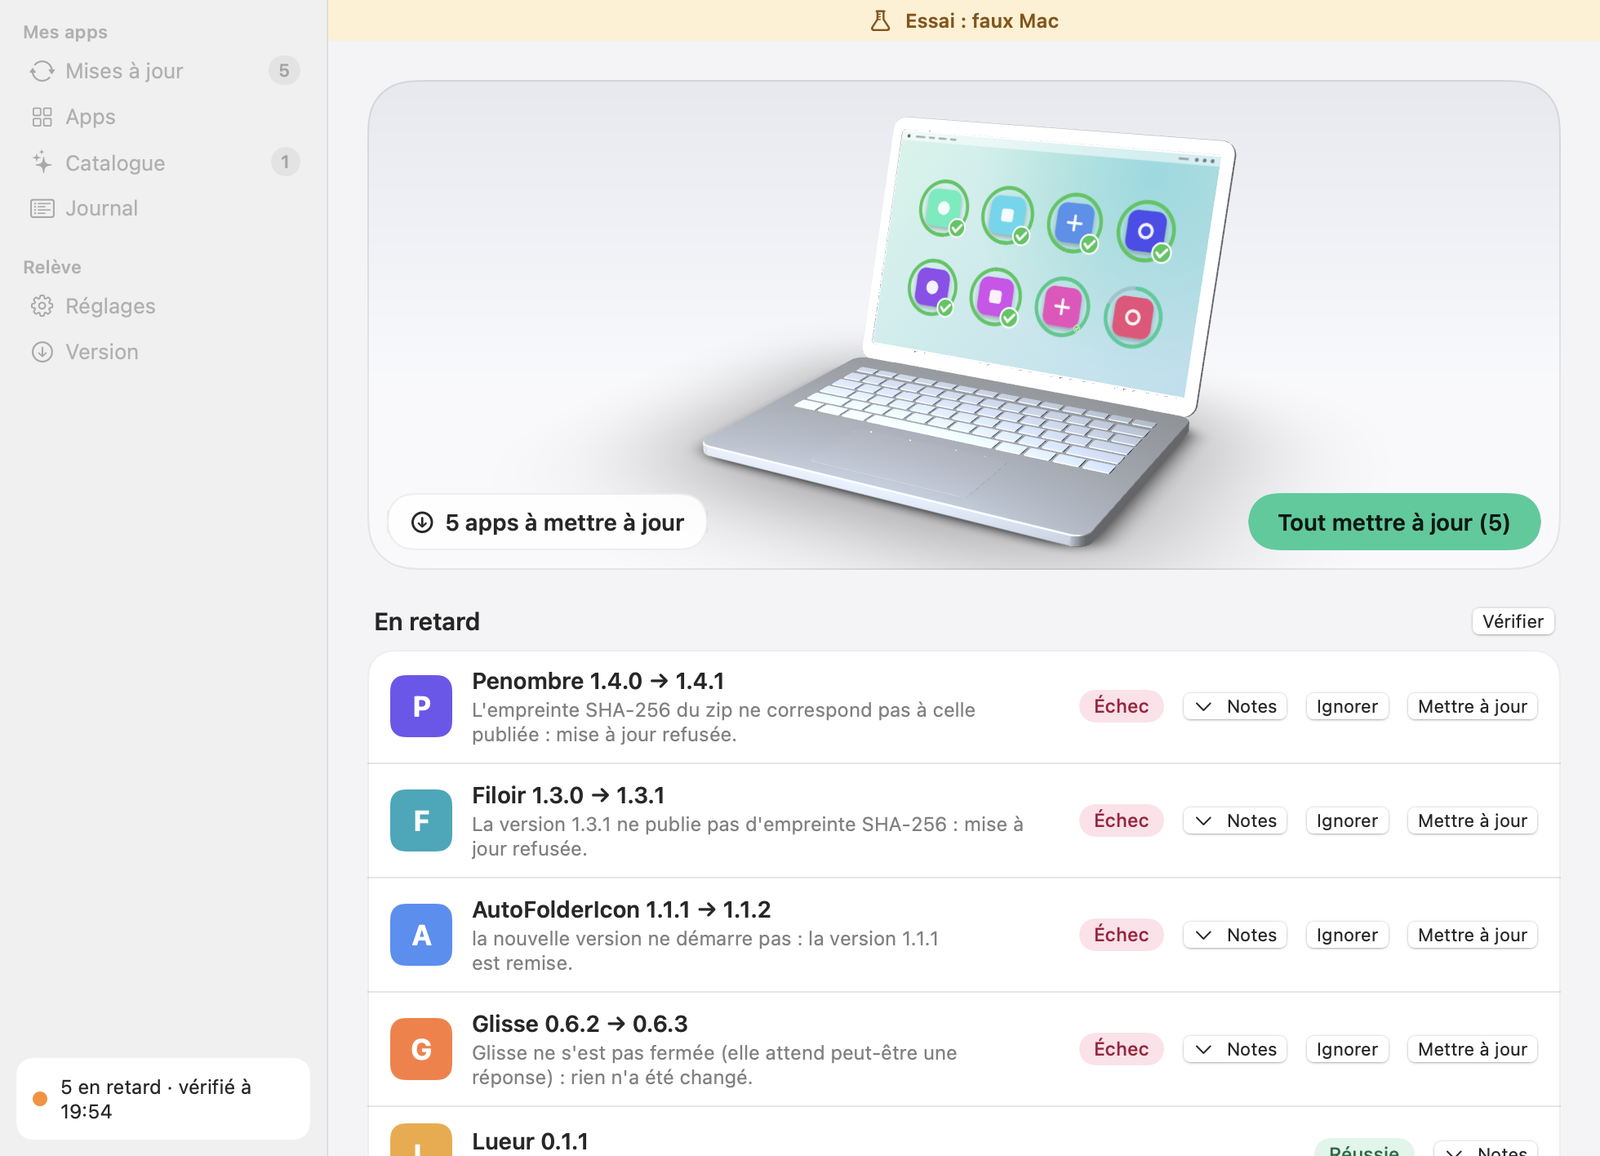 Mes apps
Mises à jour
5
Apps
Catalogue
1
Journal
Relève
Réglages
Version
5 en retard · vérifié à
19:54
Essai : faux Mac
5 apps à mettre à jour
Tout mettre à jour (5)
En retard
Vérifier
P
Penombre 1.4.0 → 1.4.1
L'empreinte SHA-256 du zip ne correspond pas à celle
publiée : mise à jour refusée.
Échec
Notes
Ignorer
Mettre à jour
F
Filoir 1.3.0 → 1.3.1
La version 1.3.1 ne publie pas d'empreinte SHA-256 : mise à
jour refusée.
Échec
Notes
Ignorer
Mettre à jour
A
AutoFolderIcon 1.1.1 → 1.1.2
la nouvelle version ne démarre pas : la version 1.1.1
est remise.
Échec
Notes
Ignorer
Mettre à jour
G
Glisse 0.6.2 → 0.6.3
Glisse ne s'est pas fermée (elle attend peut-être une
réponse) : rien n'a été changé.
Échec
Notes
Ignorer
Mettre à jour
L
Lueur 0.1.1
Réussie
Notes